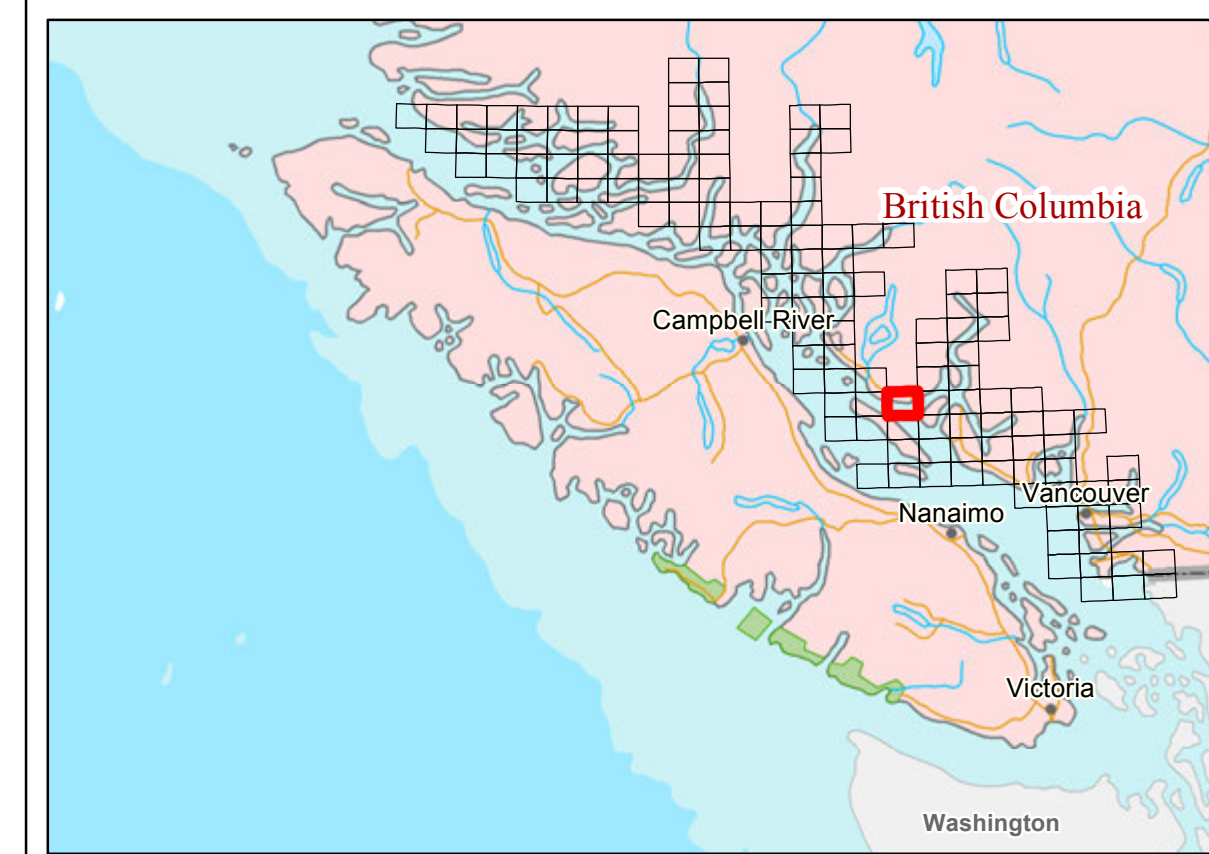 British Columbia
Campbell River
Vancouver
Nanaimo
Victoria
Washington